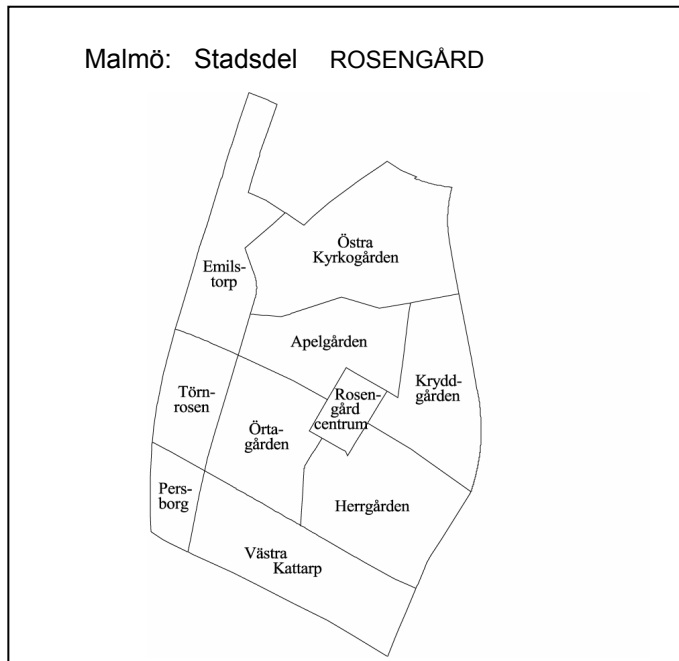 Malmö: Stadsdel ROSENGÅRD
Östra
Kyrkogården
Emils-
torp
Apelgården
Krydd-
gården
Törn-
rosen
Rosen-
gård
centrum
Örta-
gården
Pers-
borg
Herrgården
Västra
Kattarp